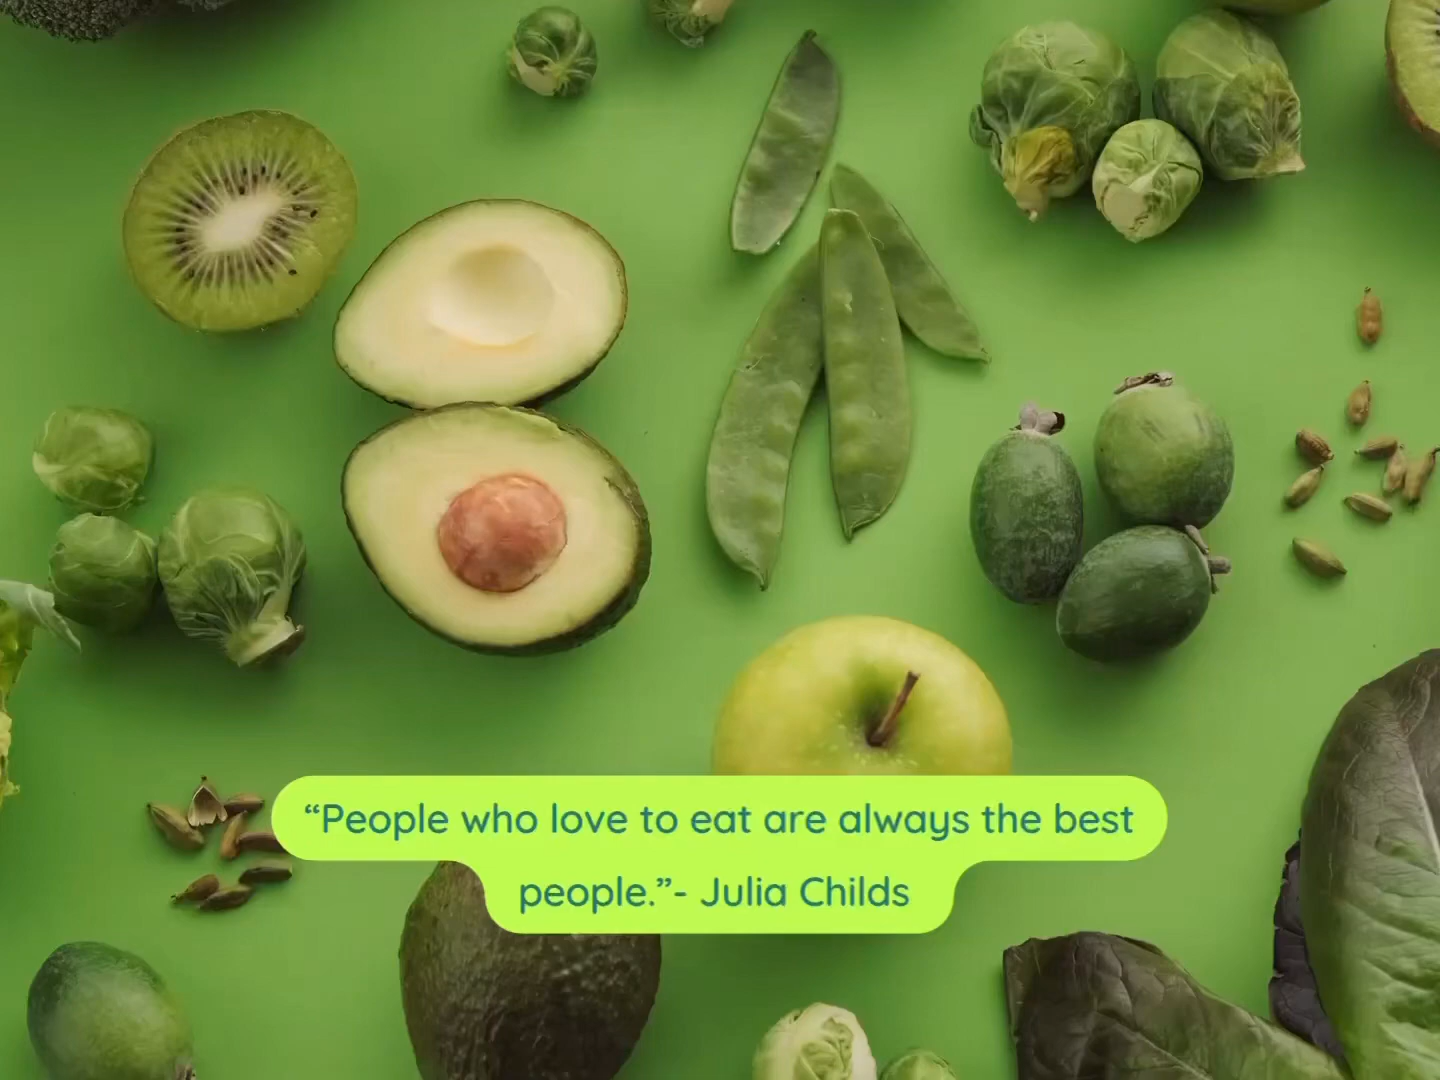 “People who love to eat are always the best
people.”- Julia Childs